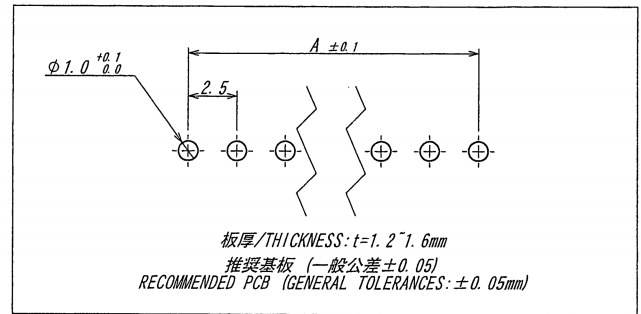 A ±0.1
φ1.0 +0.1 0.0
2.5
板厚/THICKNESS:t=1.2~1.6mm
推奨基板 (一般公差±0.05)
RECOMMENDED PCB (GENERAL TOLERANCES:±0.05mm)